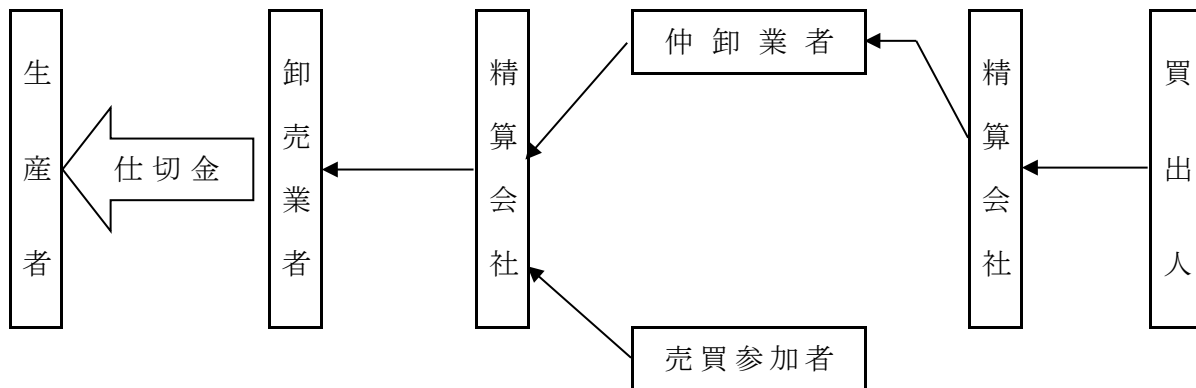 生産者
仕切金
卸売業者
精算会社
仲卸業者
売買参加者
精算会社
買出人